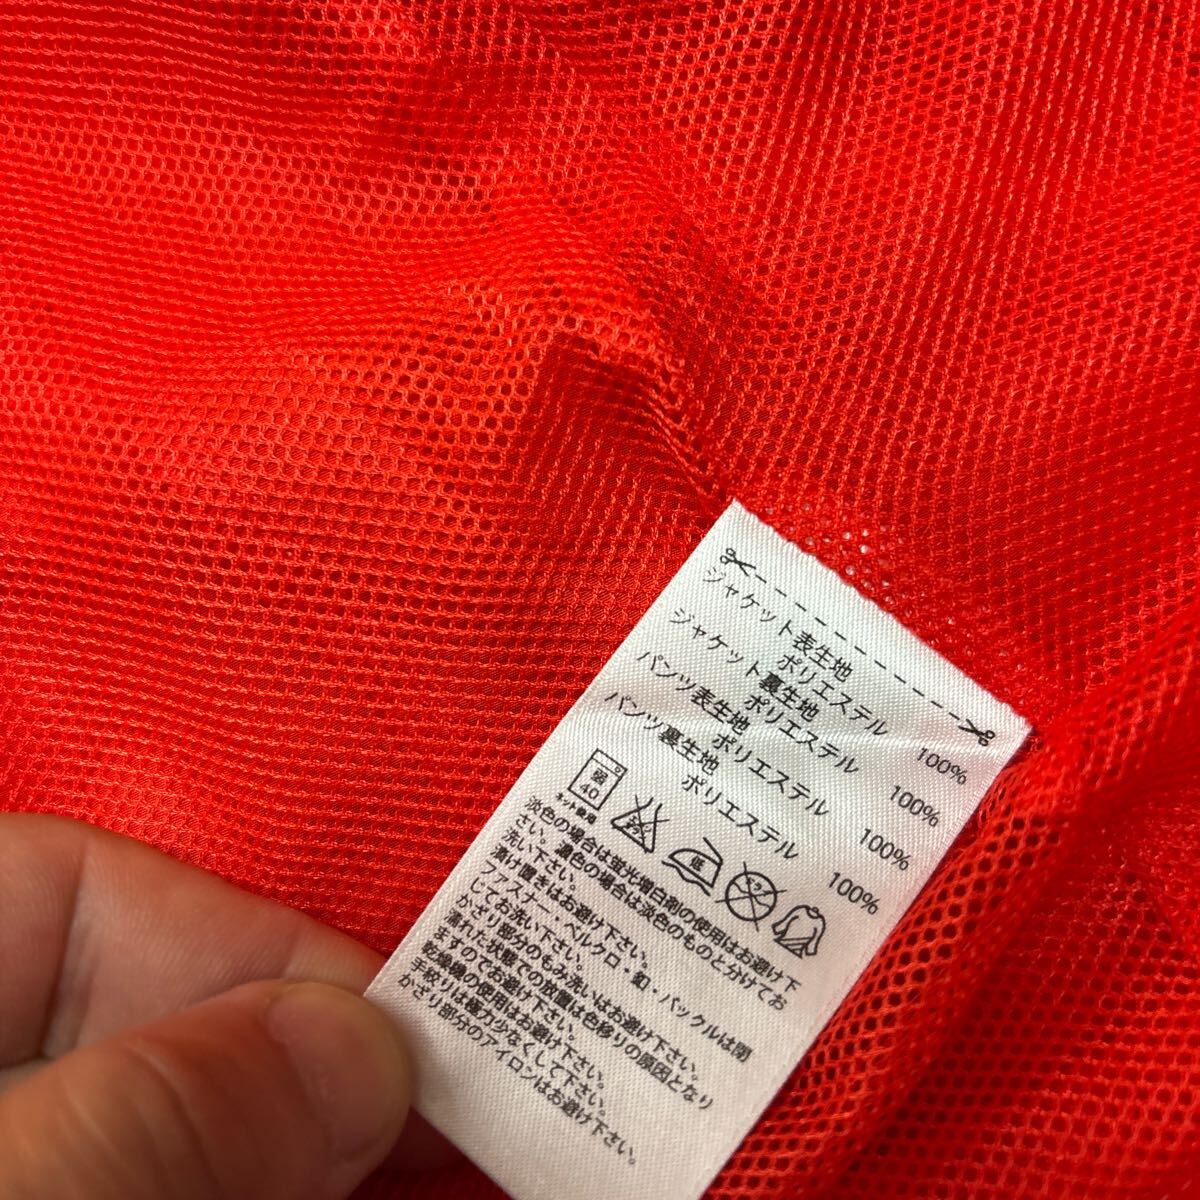 ジャケット表生地
ポリエステル 100%
ジャケット裏生地
ポリエステル 100%
パンツ表生地
ポリエステル 100%
パンツ裏生地
ポリエステル 100%
弱
40
ネット使用
低
淡色の場合は蛍光増白剤の使用はお避け下
さい。濃色の場合は淡色のものと分けてお
洗い下さい。
漬け置きはお避け下さい。
ファスナー・ベルクロ・釦・バックルは閉
じてお洗い下さい。
かざり部分のもみ洗いはお避け下さい。
濡れた状態での放置は色移りの原因となり
ますのでお避け下さい。
乾燥機の使用はお避け下さい。
手絞りは極力少なくして下さい。
かざり部分のアイロンはお避け下さい。